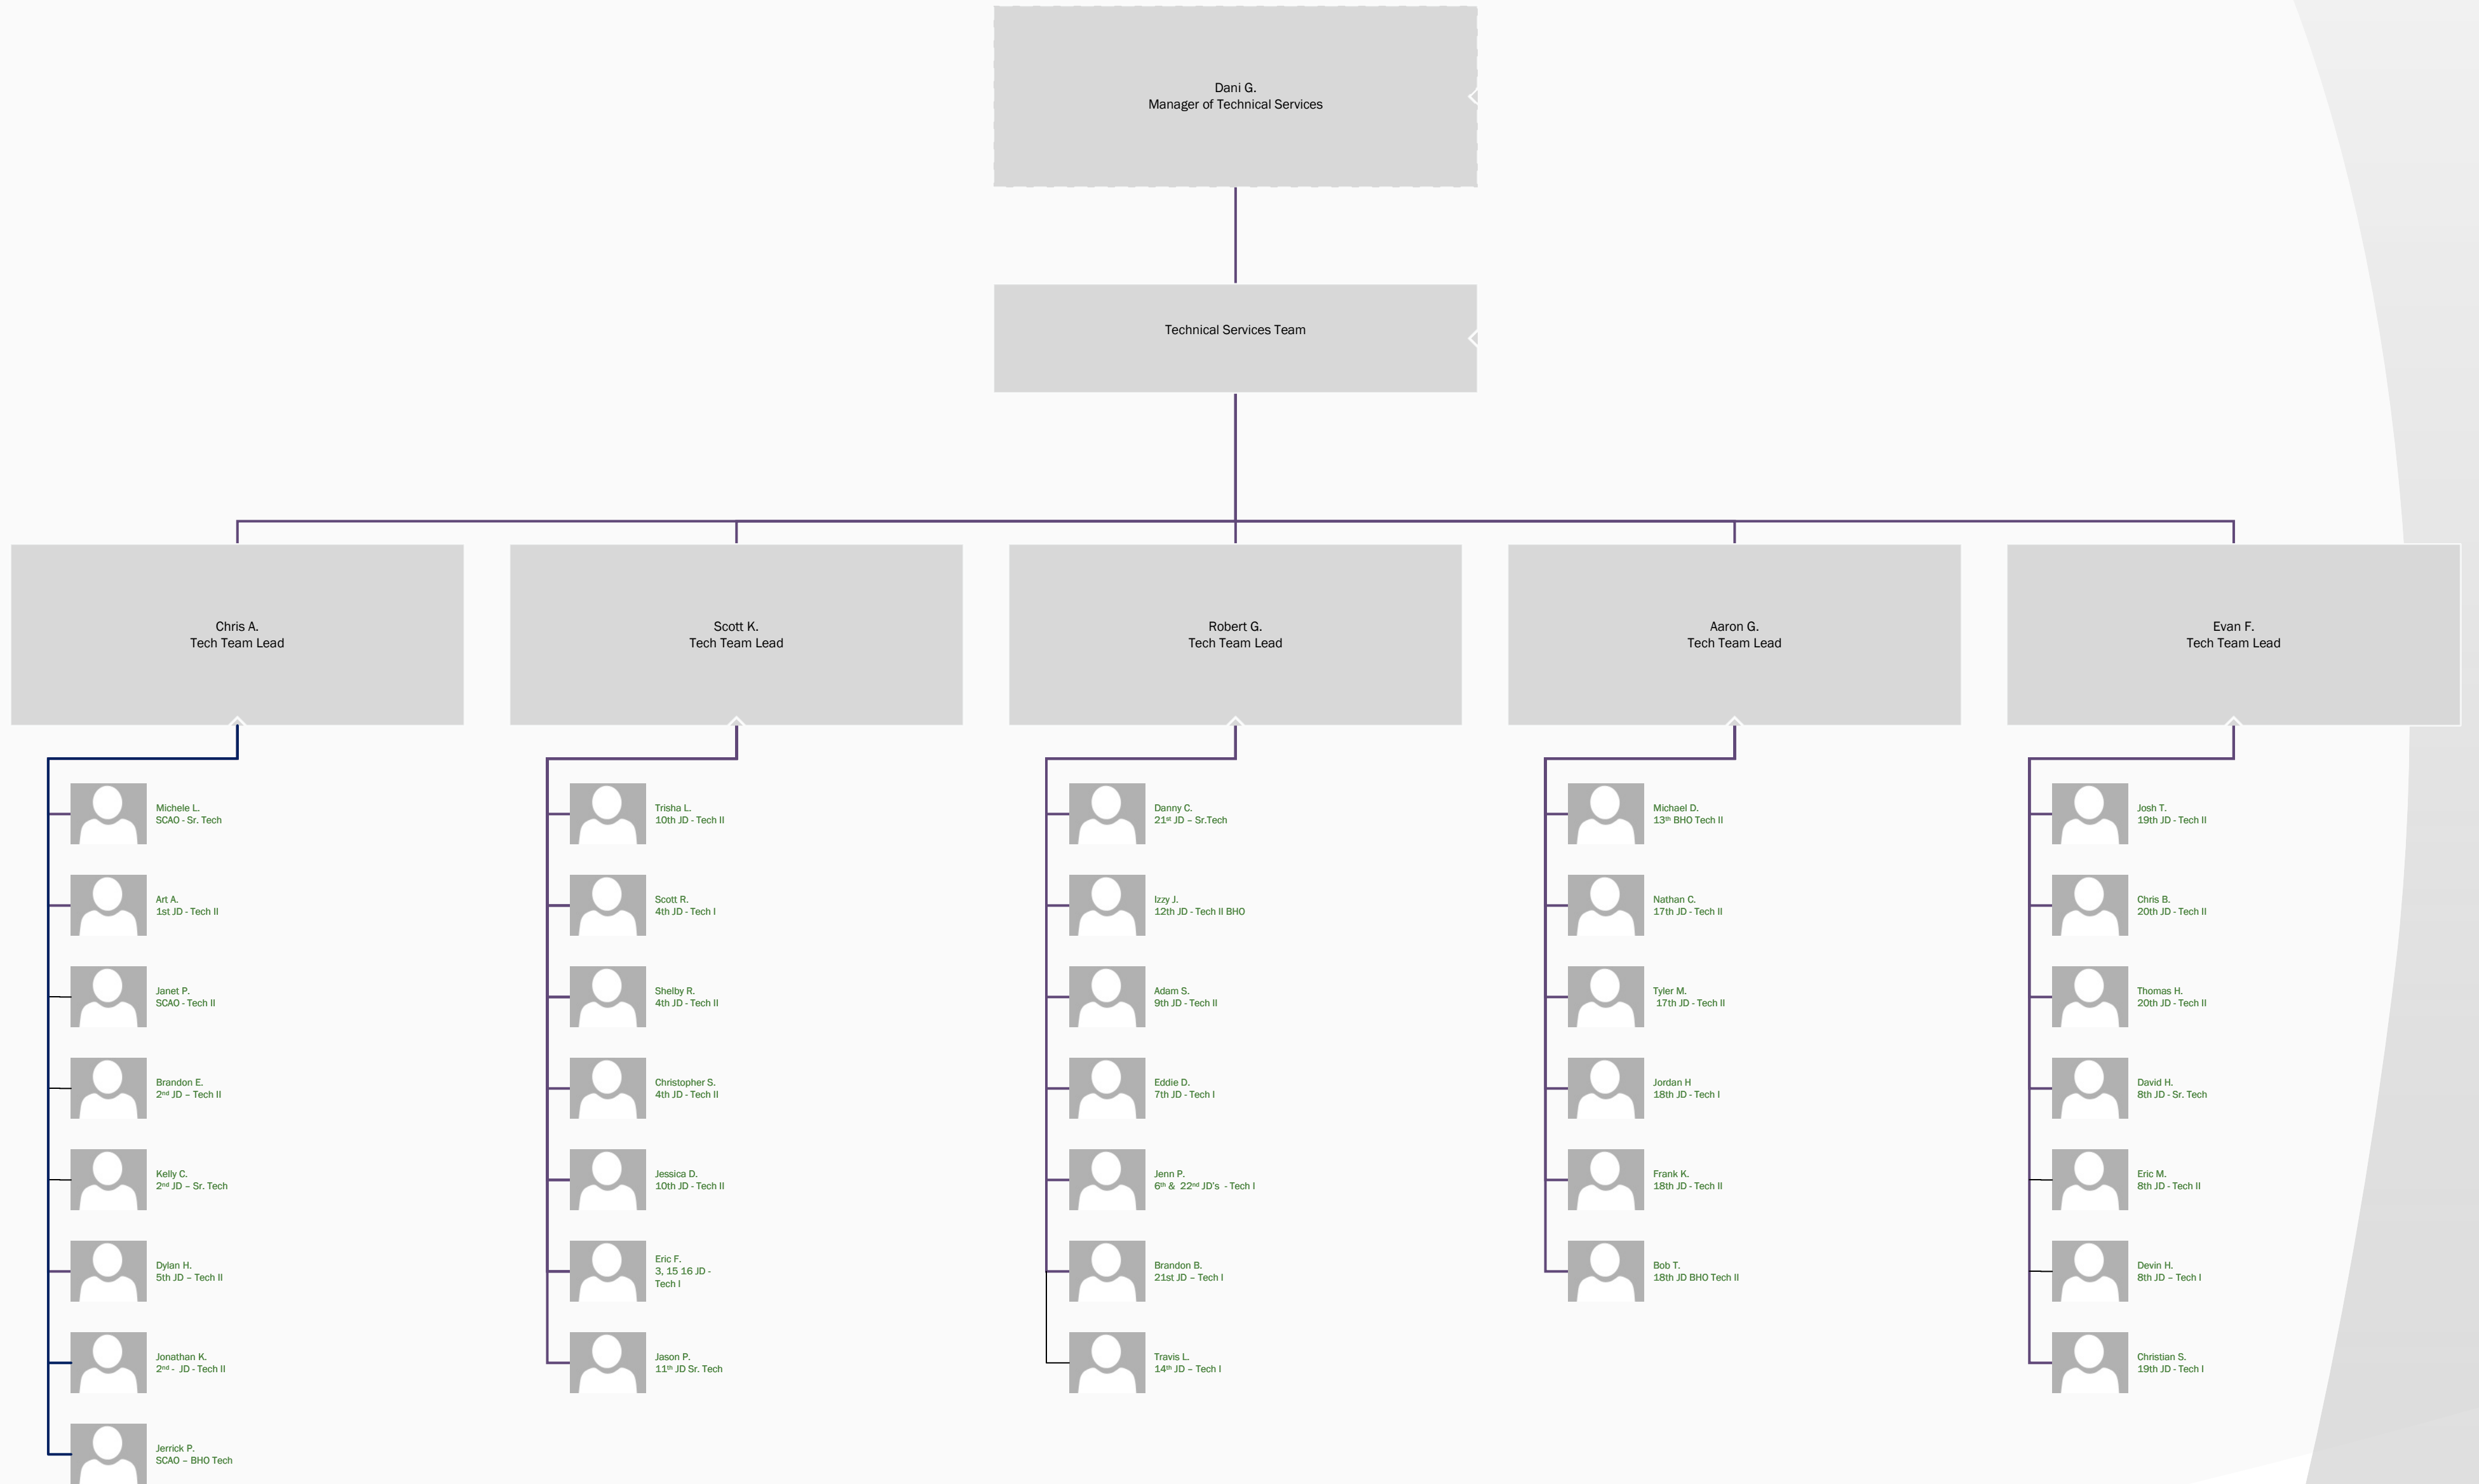 Dani G.
Manager of Technical Services
Technical Services Team
Chris A.
Tech Team Lead
Scott K.
Tech Team Lead
Robert G.
Tech Team Lead
Aaron G.
Tech Team Lead
Evan F.
Tech Team Lead
Michele L.
SCAO - Sr. Tech
Art A.
1st JD - Tech II
Janet P.
SCAO - Tech II
Brandon E.
2nd JD – Tech II
Kelly C.
2nd JD – Sr. Tech
Dylan H.
5th JD – Tech II
Jonathan K.
2nd - JD - Tech II
Jerrick P.
SCAO – BHO Tech
Trisha L.
10th JD - Tech II
Scott R.
4th JD - Tech I
Shelby R.
4th JD - Tech II
Christopher S.
4th JD - Tech II
Jessica D.
10th JD - Tech II
Eric F.
3, 15 16 JD -
Tech I
Jason P.
11th JD Sr. Tech
Danny C.
21st JD – Sr.Tech
Izzy J.
12th JD - Tech II BHO
Adam S.
9th JD - Tech II
Eddie D.
7th JD - Tech I
Jenn P.
6th & 22nd JD's - Tech I
Brandon B.
21st JD – Tech I
Travis L.
14th JD – Tech I
Michael D.
13th BHO Tech II
Nathan C.
17th JD - Tech II
Tyler M.
17th JD - Tech II
Jordan H
18th JD - Tech I
Frank K.
18th JD - Tech II
Bob T.
18th JD BHO Tech II
Josh T.
19th JD - Tech II
Chris B.
20th JD - Tech II
Thomas H.
20th JD - Tech II
David H.
8th JD - Sr. Tech
Eric M.
8th JD - Tech II
Devin H.
8th JD – Tech I
Christian S.
19th JD - Tech I